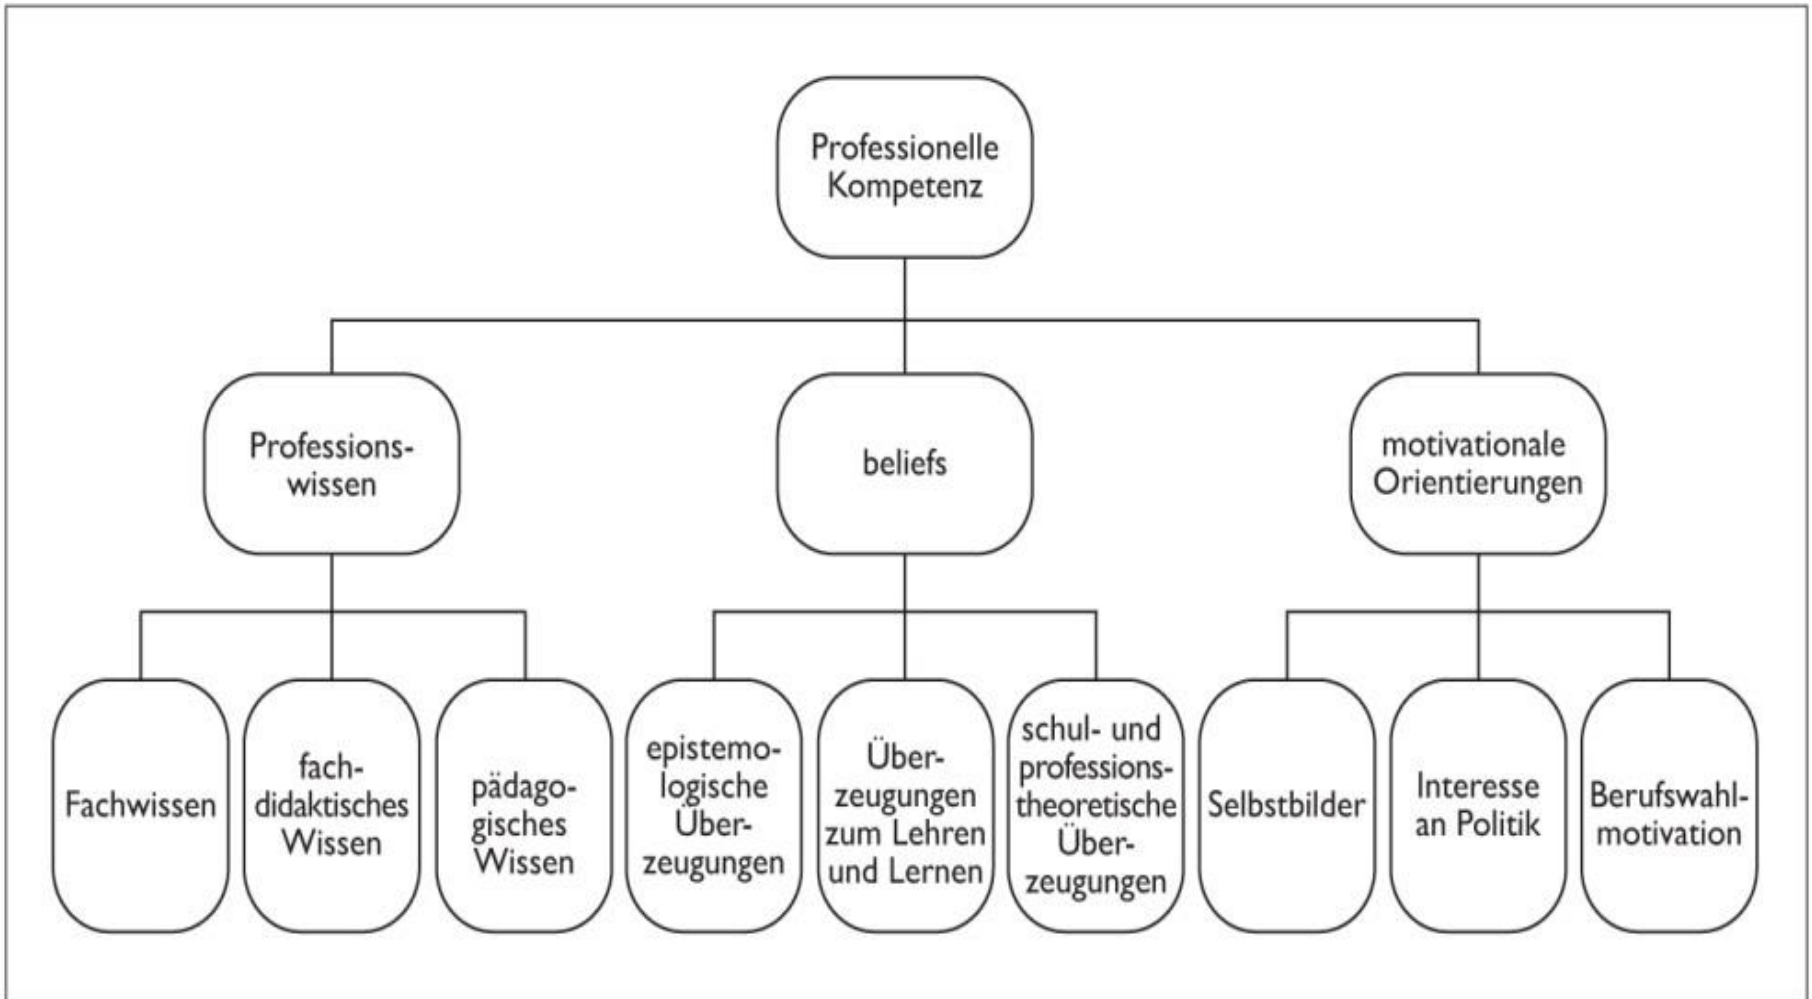 Professionelle
Kompetenz
Professions-
wissen
beliefs
motivationale
Orientierungen
Fachwissen
fach-
didaktisches
Wissen
pädago-
gisches
Wissen
epistemo-
logische
Über-
zeugungen
Über-
zeugungen
zum Lehren
und Lernen
schul- und
professions-
theoretische
Über-
zeugungen
Selbstbilder
Interesse
an Politik
Berufswahl-
motivation